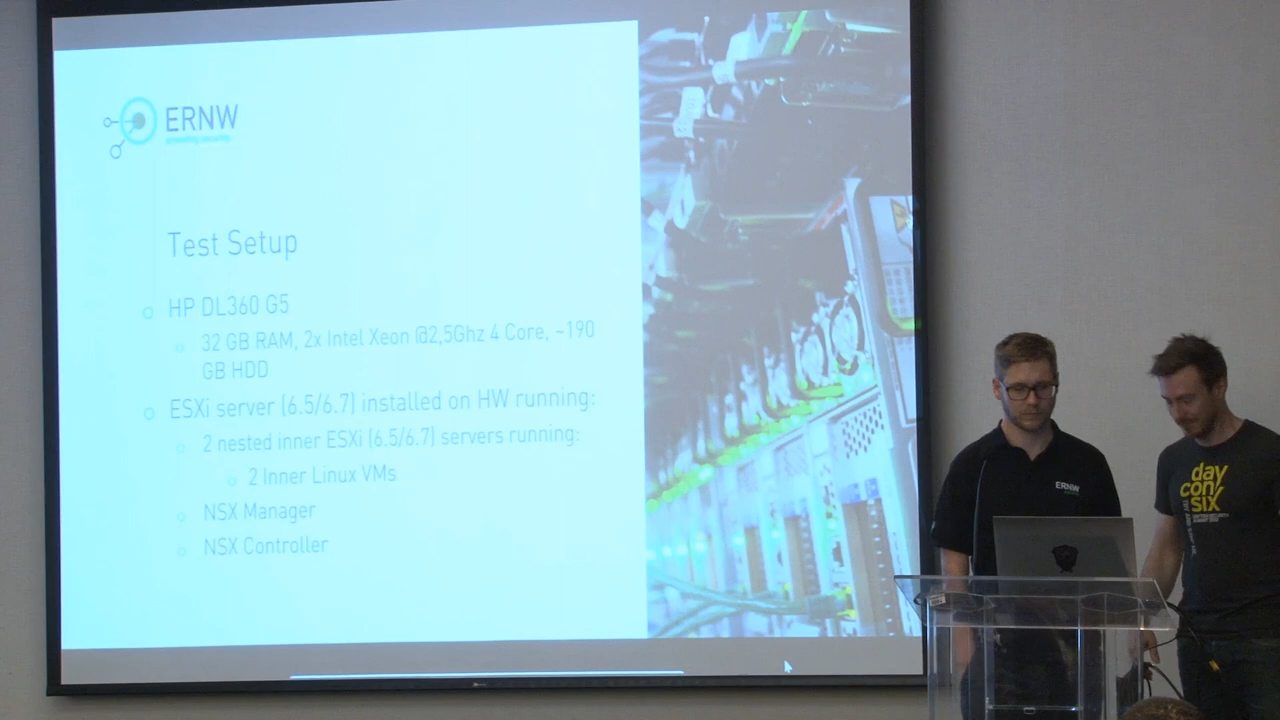 ERNW
providing security.
Test Setup
HP DL360 G5
32 GB RAM, 2x Intel Xeon @2,5Ghz 4 Core, ~190
GB HDD
ESXi server (6.5/6.7) installed on HW running:
2 nested inner ESXi (6.5/6.7) servers running:
2 Inner Linux VMs
NSX Manager
NSX Controller
ERNW
day
con
six